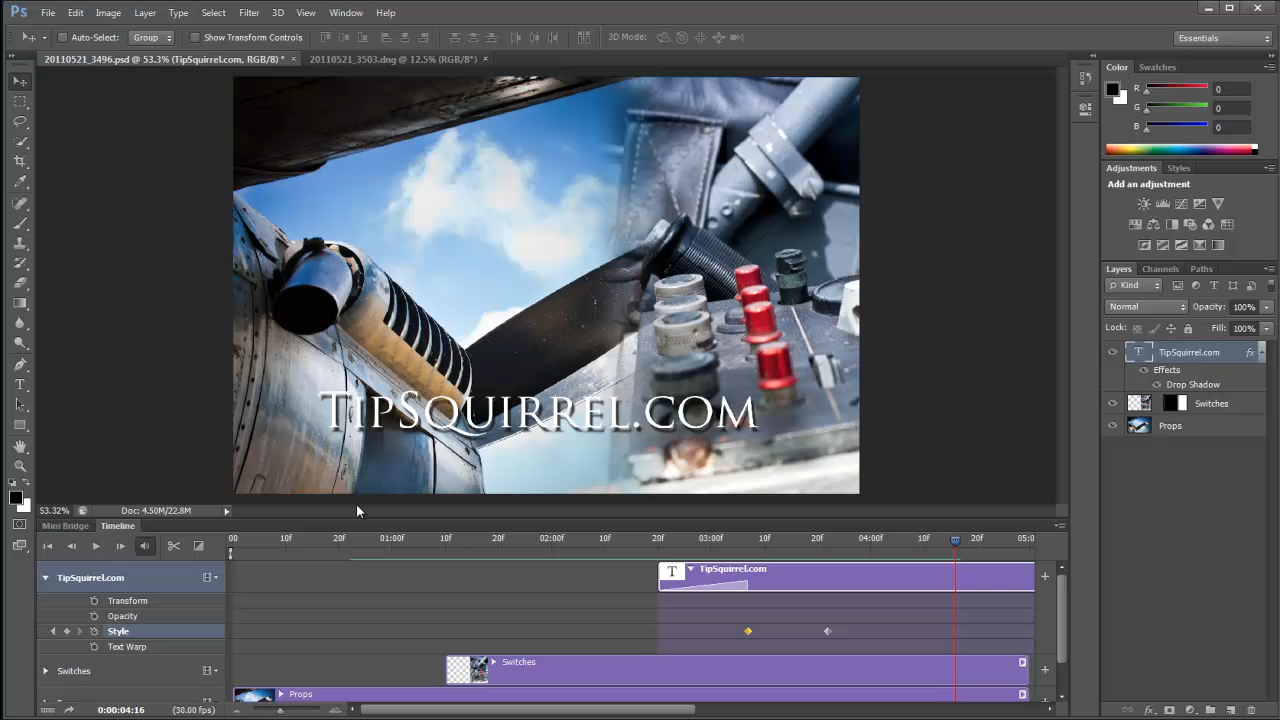 Ps File Edit Image Layer Type Select Filter 3D View Window Help
Auto-Select: Group Show Transform Controls 3D Mode: Essentials
20110521_3496.psd @ 53.3% (TipSquirrel.com, RGB/8) * × 20110521_3503.dng @ 12.5% (RGB/8*) ×
Color Swatches
R 0
G 0
B 0
Adjustments Styles
Add an adjustment
Layers Channels Paths
Kind
Normal Opacity: 100%
Lock: Fill: 100%
T TipSquirrel.com fx
Effects
Drop Shadow
Switches
Props
TipSquirrel.com
53.32% Doc: 4.50M/22.8M
Mini Bridge Timeline
00 10f 20f 01:00f 10f 20f 02:00f 10f 20f 03:00f 10f 20f 04:00f 10f 20f 05:0
TipSquirrel.com T TipSquirrel.com
Transform
Opacity
Style
Text Warp
Switches Switches
Props
0:00:04:16 (30.00 fps)